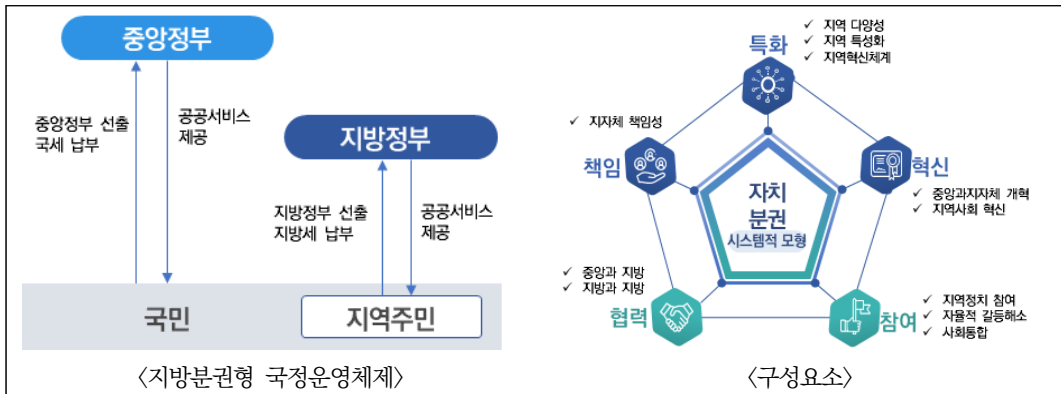 중앙정부
중앙정부 선출
국세 납부
공공서비스
제공
지방정부
지방정부 선출
지방세 납부
공공서비스
제공
국민
지역주민
〈지방분권형 국정운영체제〉
특화
✓ 지역 다양성
✓ 지역 특성화
✓ 지역혁신체계
✓ 지자체 책임성
책임
혁신
✓ 중앙과지자체 개혁
✓ 지역사회 혁신
자치
분권
시스템적 모형
✓ 중앙과 지방
✓ 지방과 지방
협력
참여
✓ 지역정치 참여
✓ 자율적 갈등해소
✓ 사회통합
〈구성요소〉